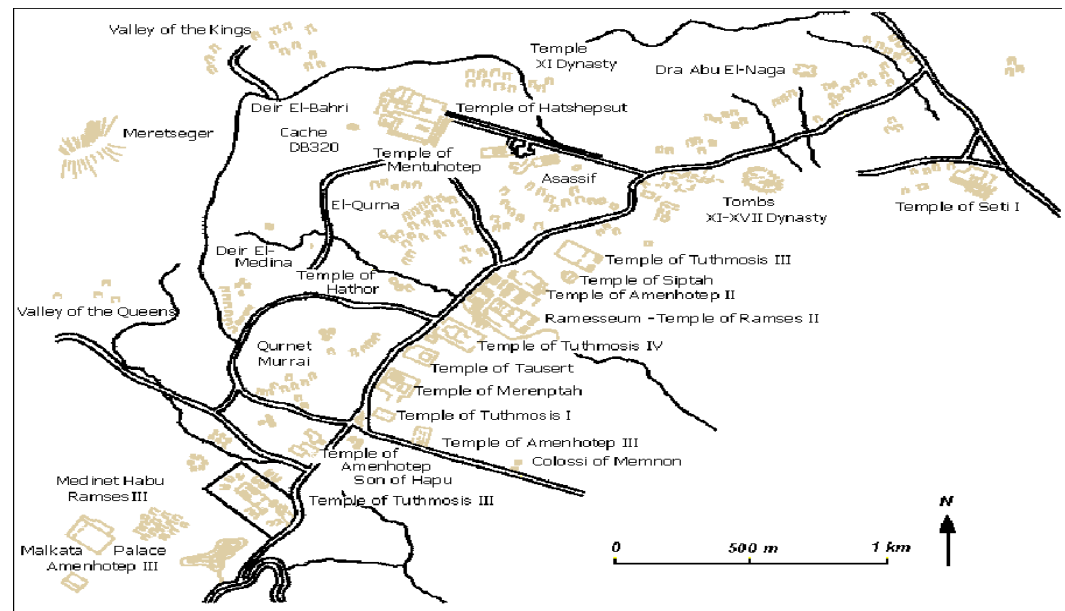 Valley of the Kings
Temple
XI Dynasty
Dra Abu El-Naga
Deir El-Bahri
Temple of Hatshepsut
Meretseger
Cache
DB320
Temple of
Mentuhotep
Asassif
El-Qurna
Tombs
XI-XVII Dynasty
Temple of Seti I
Deir El-
Medina
Temple of
Hathor
Temple of Tuthmosis III
Temple of Siptah
Temple of Amenhotep II
Ramesseum -Temple of Ramses II
Valley of the Queens
Qurnet
Murrai
Temple of Tuthmosis IV
Temple of Tausert
Temple of Merenptah
Temple of Tuthmosis I
Temple of Amenhotep III
Colossi of Memnon
Temple of
Amenhotep
Son of Hapu
Temple of Tuthmosis III
Medinet Habu
Ramses III
Malkata Palace
Amenhotep III
N
0 500 m 1 km